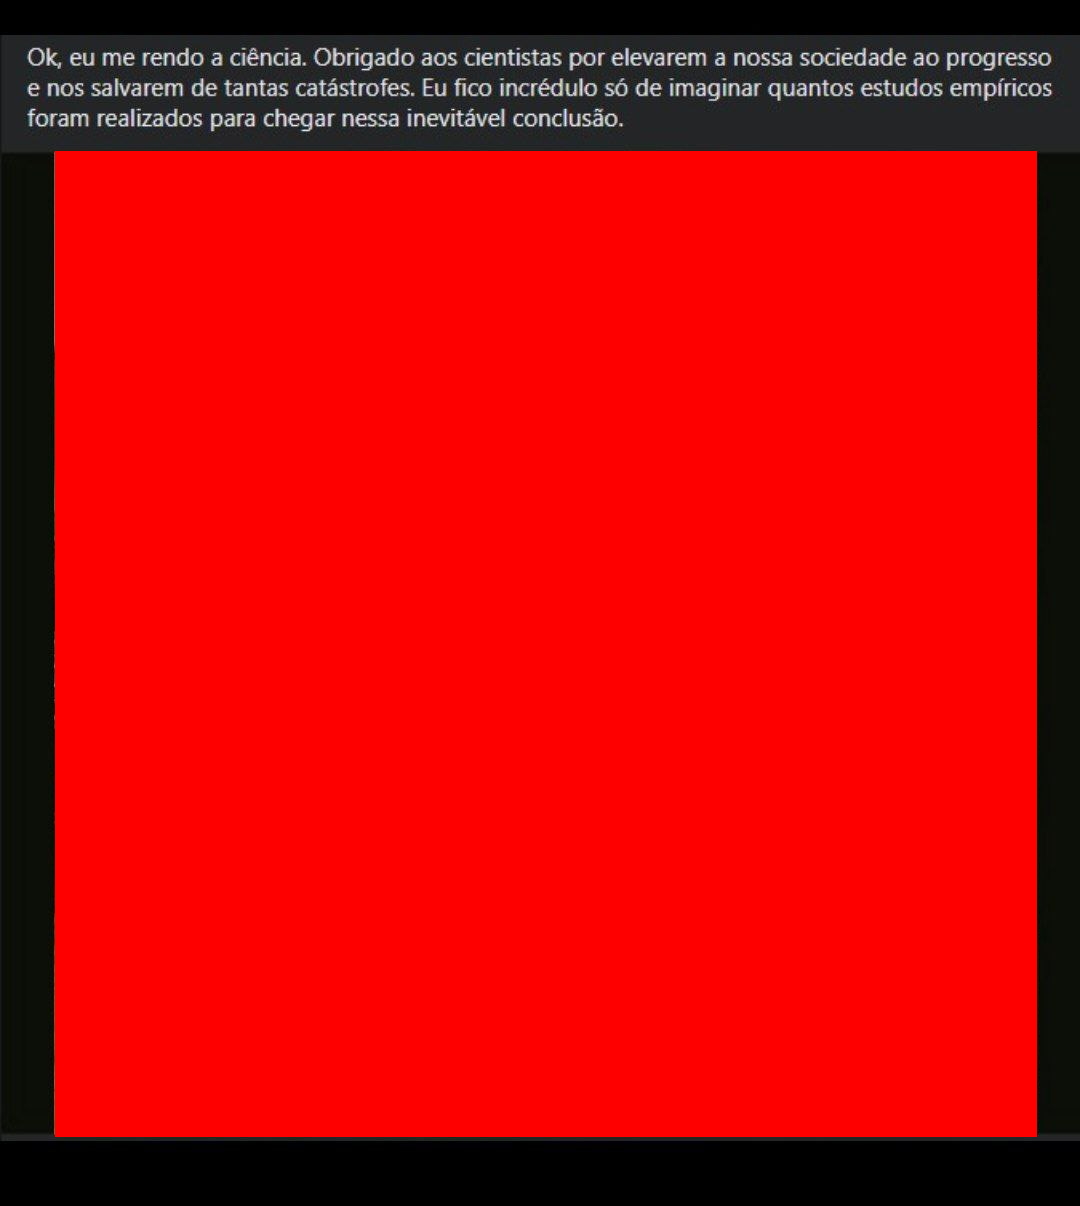 Ok, eu me rendo a ciência. Obrigado aos cientistas por elevarem a nossa sociedade ao progresso
e nos salvarem de tantas catástrofes. Eu fico incrédulo só de imaginar quantos estudos empíricos
foram realizados para chegar nessa inevitável conclusão.